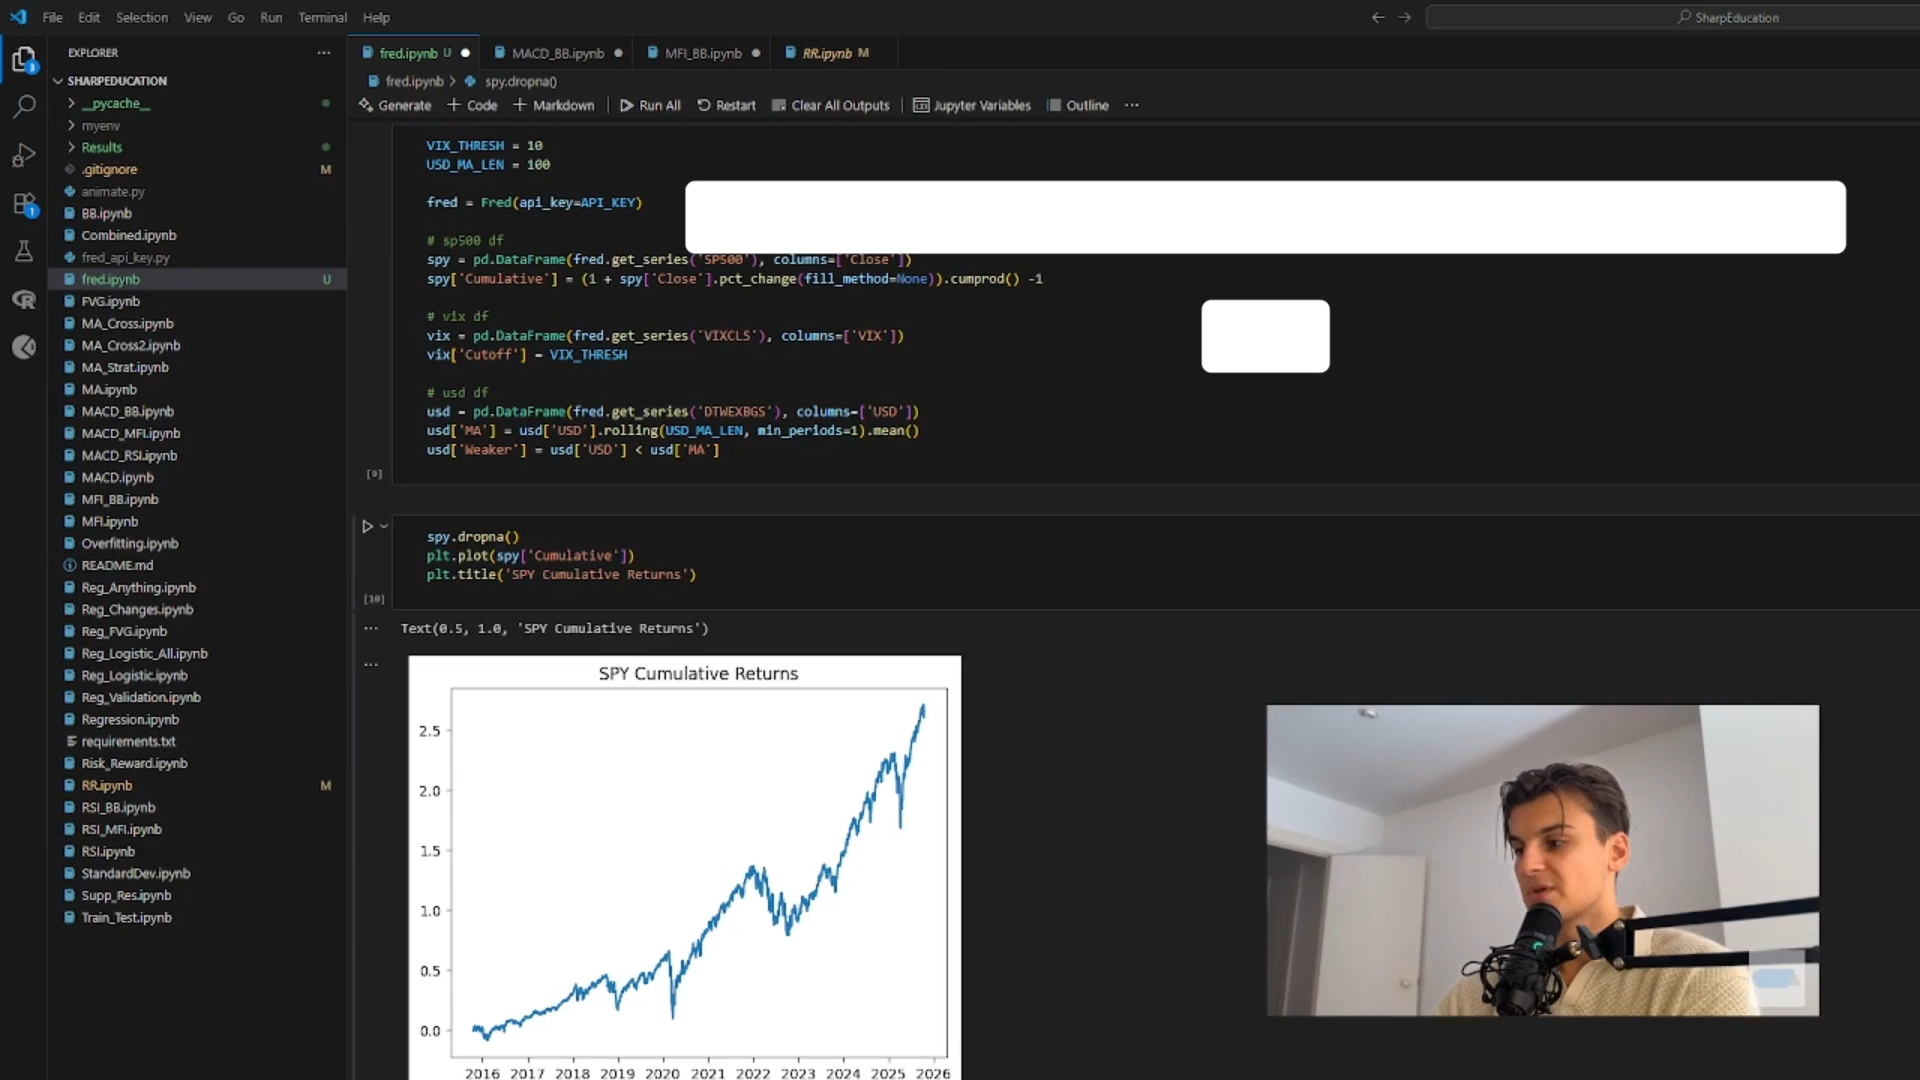 File Edit Selection View Go Run Terminal Help
SharpEducation
EXPLORER
SHARPEDUCATION
__pycache__
myenv
Results
.gitignore M
animate.py
BB.ipynb
Combined.ipynb
fred_api_key.py
fred.ipynb U
FVG.ipynb
MA_Cross.ipynb
MA_Cross2.ipynb
MA_Strat.ipynb
MA.ipynb
MACD_BB.ipynb
MACD_MFI.ipynb
MACD_RSI.ipynb
MACD.ipynb
MFI_BB.ipynb
MFI.ipynb
Overfitting.ipynb
README.md
Reg_Anything.ipynb
Reg_Changes.ipynb
Reg_FVG.ipynb
Reg_Logistic_All.ipynb
Reg_Logistic.ipynb
Reg_Validation.ipynb
Regression.ipynb
requirements.txt
Risk_Reward.ipynb
RR.ipynb M
RSI_BB.ipynb
RSI_MFI.ipynb
RSI.ipynb
StandardDev.ipynb
Supp_Res.ipynb
Train_Test.ipynb
3
1
fred.ipynb U MACD_BB.ipynb MFI_BB.ipynb RR.ipynb M
fred.ipynb > spy.dropna()
Generate + Code + Markdown Run All Restart Clear All Outputs Jupyter Variables Outline ...
VIX_THRESH = 10
USD_MA_LEN = 100
fred = Fred(api_key=API_KEY)
# sp500 df
spy = pd.DataFrame(fred.get_series('SP500'), columns=['Close'])
spy['Cumulative'] = (1 + spy['Close'].pct_change(fill_method=None)).cumprod() -1
# vix df
vix = pd.DataFrame(fred.get_series('VIXCLS'), columns=['VIX'])
vix['Cutoff'] = VIX_THRESH
# usd df
usd = pd.DataFrame(fred.get_series('DTWEXBGS'), columns=['USD'])
usd['MA'] = usd['USD'].rolling(USD_MA_LEN, min_periods=1).mean()
usd['Weaker'] = usd['USD'] < usd['MA']
[9]
spy.dropna()
plt.plot(spy['Cumulative'])
plt.title('SPY Cumulative Returns')
[10]
Text(0.5, 1.0, 'SPY Cumulative Returns')
SPY Cumulative Returns
2.5
2.0
1.5
1.0
0.5
0.0
2016 2017 2018 2019 2020 2021 2022 2023 2024 2025 2026